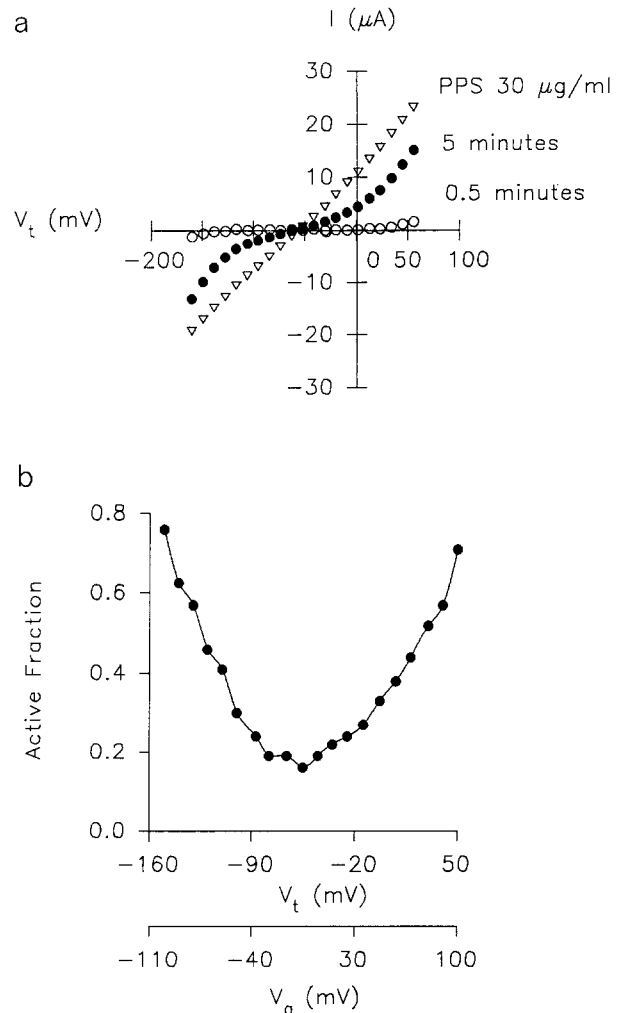 a
I (μA)
30
20
10
-10
-20
-30
PPS 30 μg/ml
5 minutes
0.5 minutes
V_t (mV)
-200
0
50
100
b
0.8
0.6
0.4
0.2
0.0
Active Fraction
-160
-90
-20
50
V_t (mV)
-110
-40
30
100
V_g (mV)